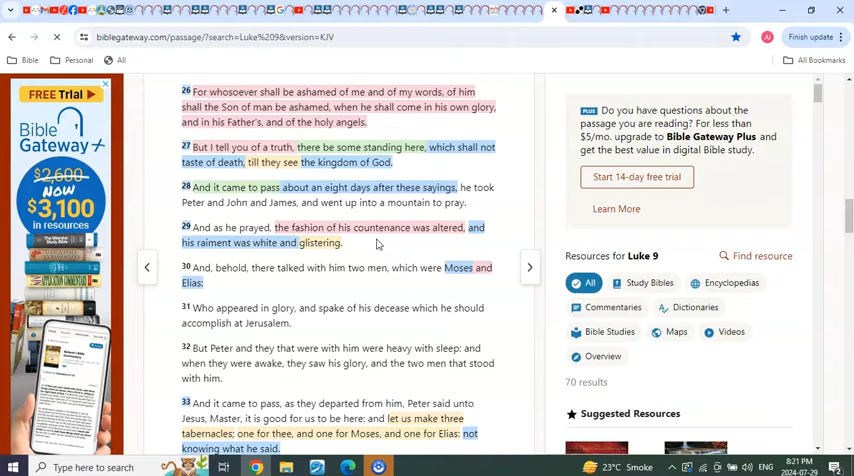 biblegateway.com/passage/?search=Luke%209&version=KJV
AI
Finish update
Bible
Personal
All
All Bookmarks
FREE Trial
BIBLE
GATEWAY+
$2,600
NOW
$3,100
in resources
26 For whosoever shall be ashamed of me and of my words, of him
shall the Son of man be ashamed, when he shall come in his own glory,
and in his Father's, and of the holy angels.
27 But I tell you of a truth, there be some standing here, which shall not
taste of death, till they see the kingdom of God.
28 And it came to pass about an eight days after these sayings, he took
Peter and John and James, and went up into a mountain to pray.
29 And as he prayed, the fashion of his countenance was altered, and
his raiment was white and glistering.
30 And, behold, there talked with him two men, which were Moses and
Elias:
31 Who appeared in glory, and spake of his decease which he should
accomplish at Jerusalem.
32 But Peter and they that were with him were heavy with sleep: and
when they were awake, they saw his glory, and the two men that stood
with him.
33 And it came to pass, as they departed from him, Peter said unto
Jesus, Master, it is good for us to be here: and let us make three
tabernacles; one for thee, and one for Moses, and one for Elias: not
knowing what he said.
PLUS Do you have questions about the
passage you are reading? For less than
$5/mo. upgrade to Bible Gateway Plus and
get the best value in digital Bible study.
Start 14-day free trial
Learn More
Resources for Luke 9
Find resource
All
Study Bibles
Encyclopedias
Commentaries
Dictionaries
Bible Studies
Maps
Videos
Overview
70 results
Suggested Resources
Type here to search
23°C Smoke
ENG
8:21 PM
2024-07-29